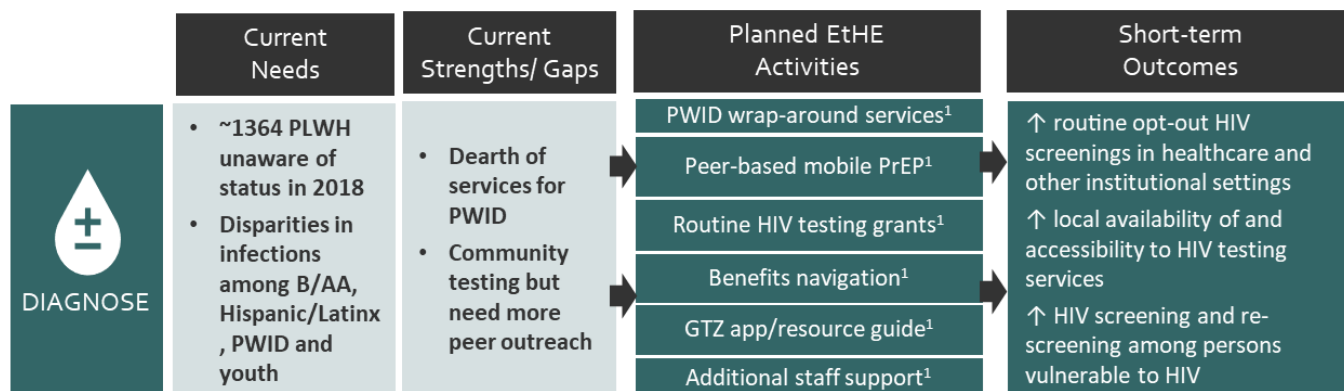 Current
Needs
Current
Strengths/ Gaps
Planned EtHE
Activities
Short-term
Outcomes
DIAGNOSE
• ~1364 PLWH
unaware of
status in 2018
• Disparities in
infections
among B/AA,
Hispanic/Latinx
, PWID and
youth
• Dearth of
services for
PWID
• Community
testing but
need more
peer outreach
PWID wrap-around services¹
Peer-based mobile PrEP¹
Routine HIV testing grants¹
Benefits navigation¹
GTZ app/resource guide¹
Additional staff support¹
↑ routine opt-out HIV
screenings in healthcare and
other institutional settings
↑ local availability of and
accessibility to HIV testing
services
↑ HIV screening and re-
screening among persons
vulnerable to HIV